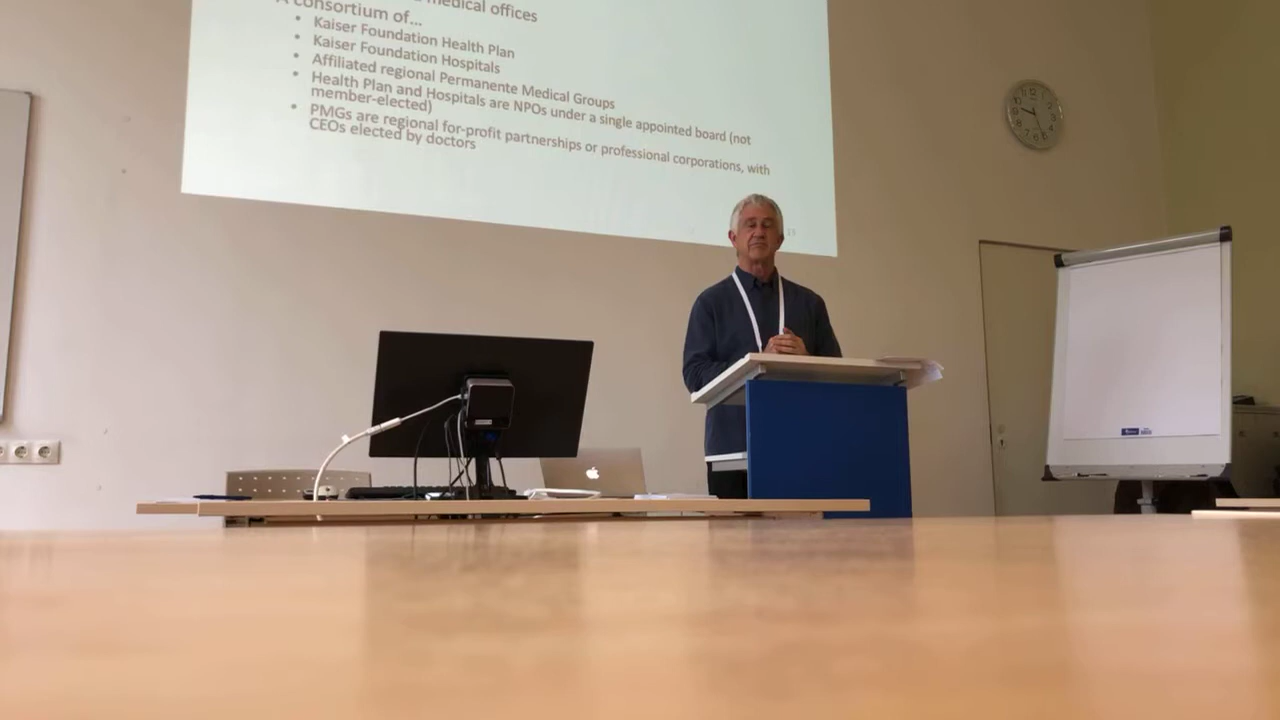 medical offices
A consortium of...
• Kaiser Foundation Health Plan
• Kaiser Foundation Hospitals
• Affiliated regional Permanente Medical Groups
• Health Plan and Hospitals are NPOs under a single appointed board (not
member-elected)
• PMGs are regional for-profit partnerships or professional corporations, with
CEOs elected by doctors